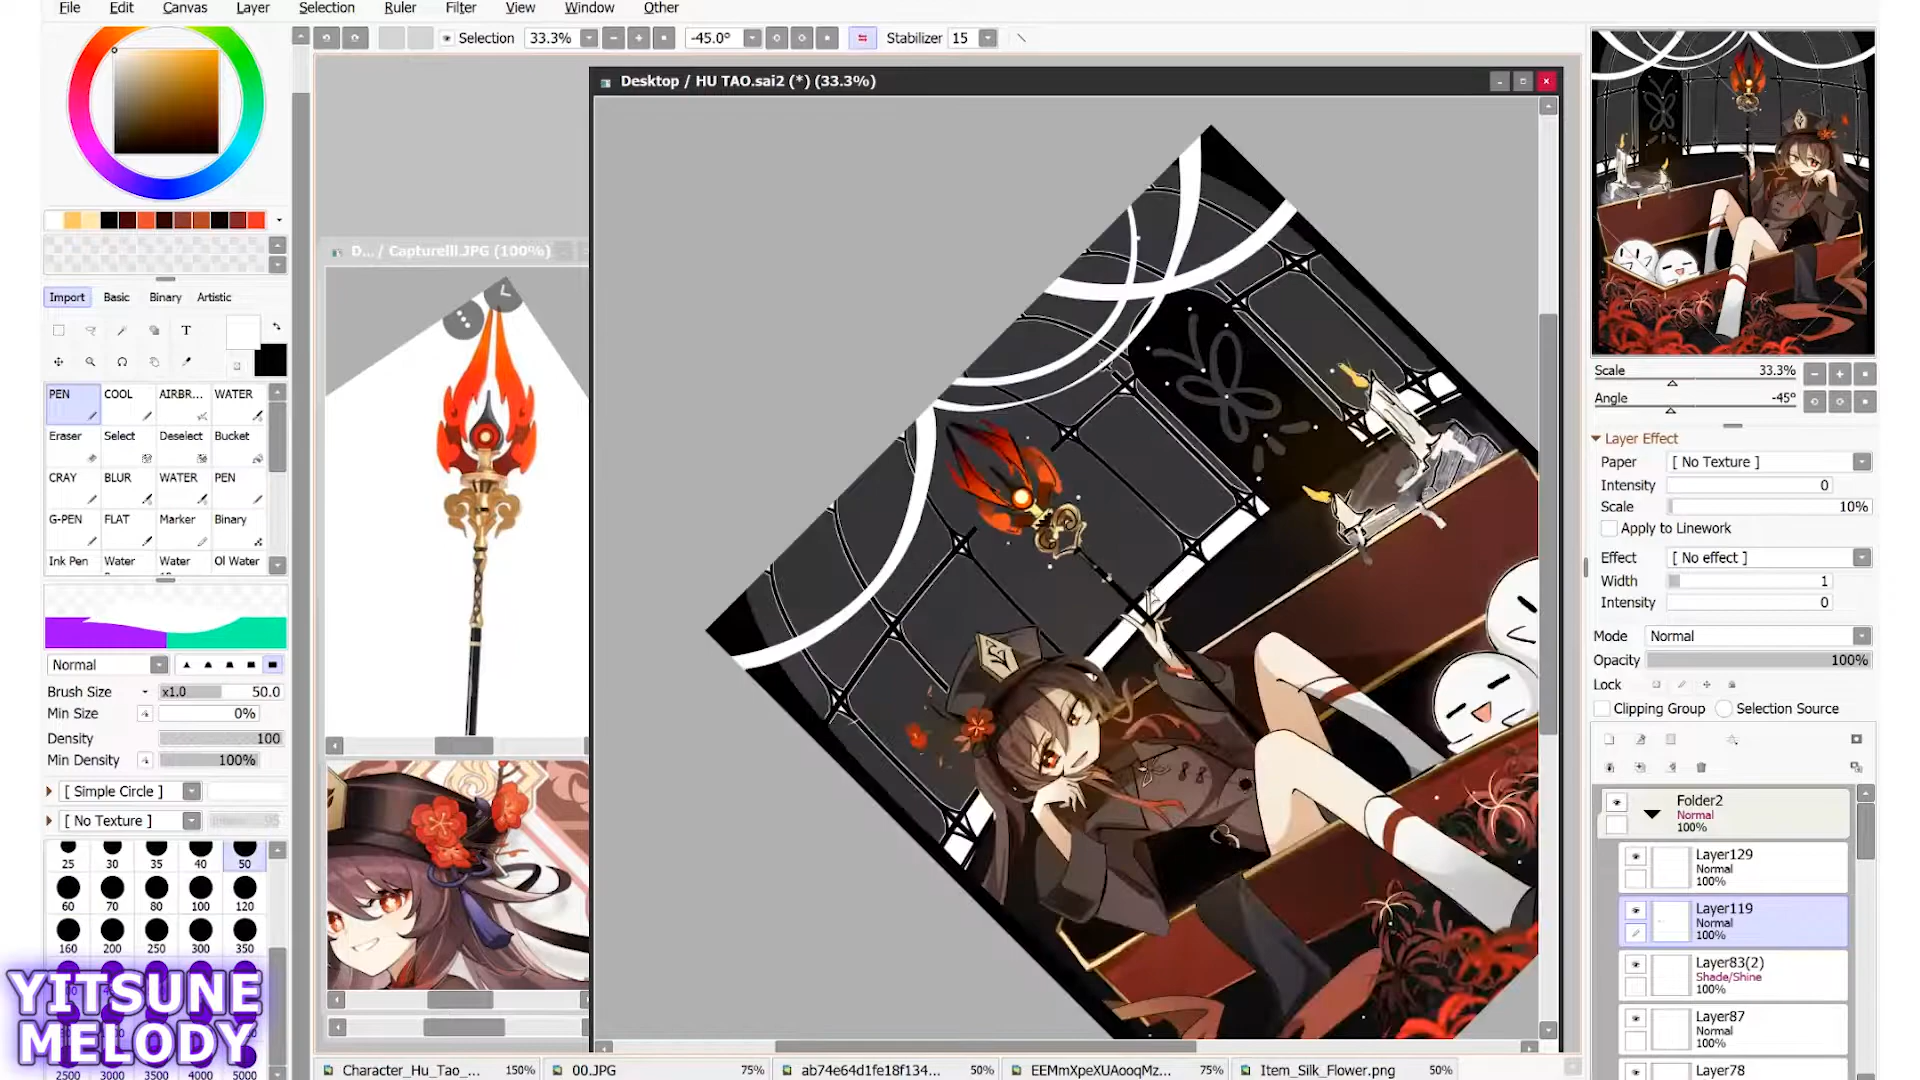 File Edit Canvas Layer Selection Ruler Filter View Window Other
Selection 33.3% -45.0° Stabilizer 15
Desktop / HU TAO.sai2 (*) (33.3%)
D... / Capturelll.JPG (100%)
Import Basic Binary Artistic
T
PEN COOL AIRBR... WATER
Eraser Select Deselect Bucket
CRAY BLUR WATER PEN
G-PEN FLAT Marker Binary
Ink Pen Water Water Ol Water
Normal
Brush Size x1.0 50.0
Min Size 0%
Density 100
Min Density 100%
[ Simple Circle ]
[ No Texture ]
25 30 35 40 50
60 70 80 100 120
160 200 250 300 350
2500 3000 3500 4000 5000
YITSUNE
MELODY
Character_Hu_Tao_... 150% 00.JPG 75% ab74e64d1fe18f134... 50% EEMmXpeXUAooqMz... 75% Item_Silk_Flower.png 50%
Scale 33.3%
Angle -45°
Layer Effect
Paper [ No Texture ]
Intensity 0
Scale 10%
Apply to Linework
Effect [ No effect ]
Width 1
Intensity 0
Mode Normal
Opacity 100%
Lock
Clipping Group Selection Source
Folder2
Normal
100%
Layer129
Normal
100%
Layer119
Normal
100%
Layer83(2)
Shade/Shine
100%
Layer87
Normal
100%
Layer78